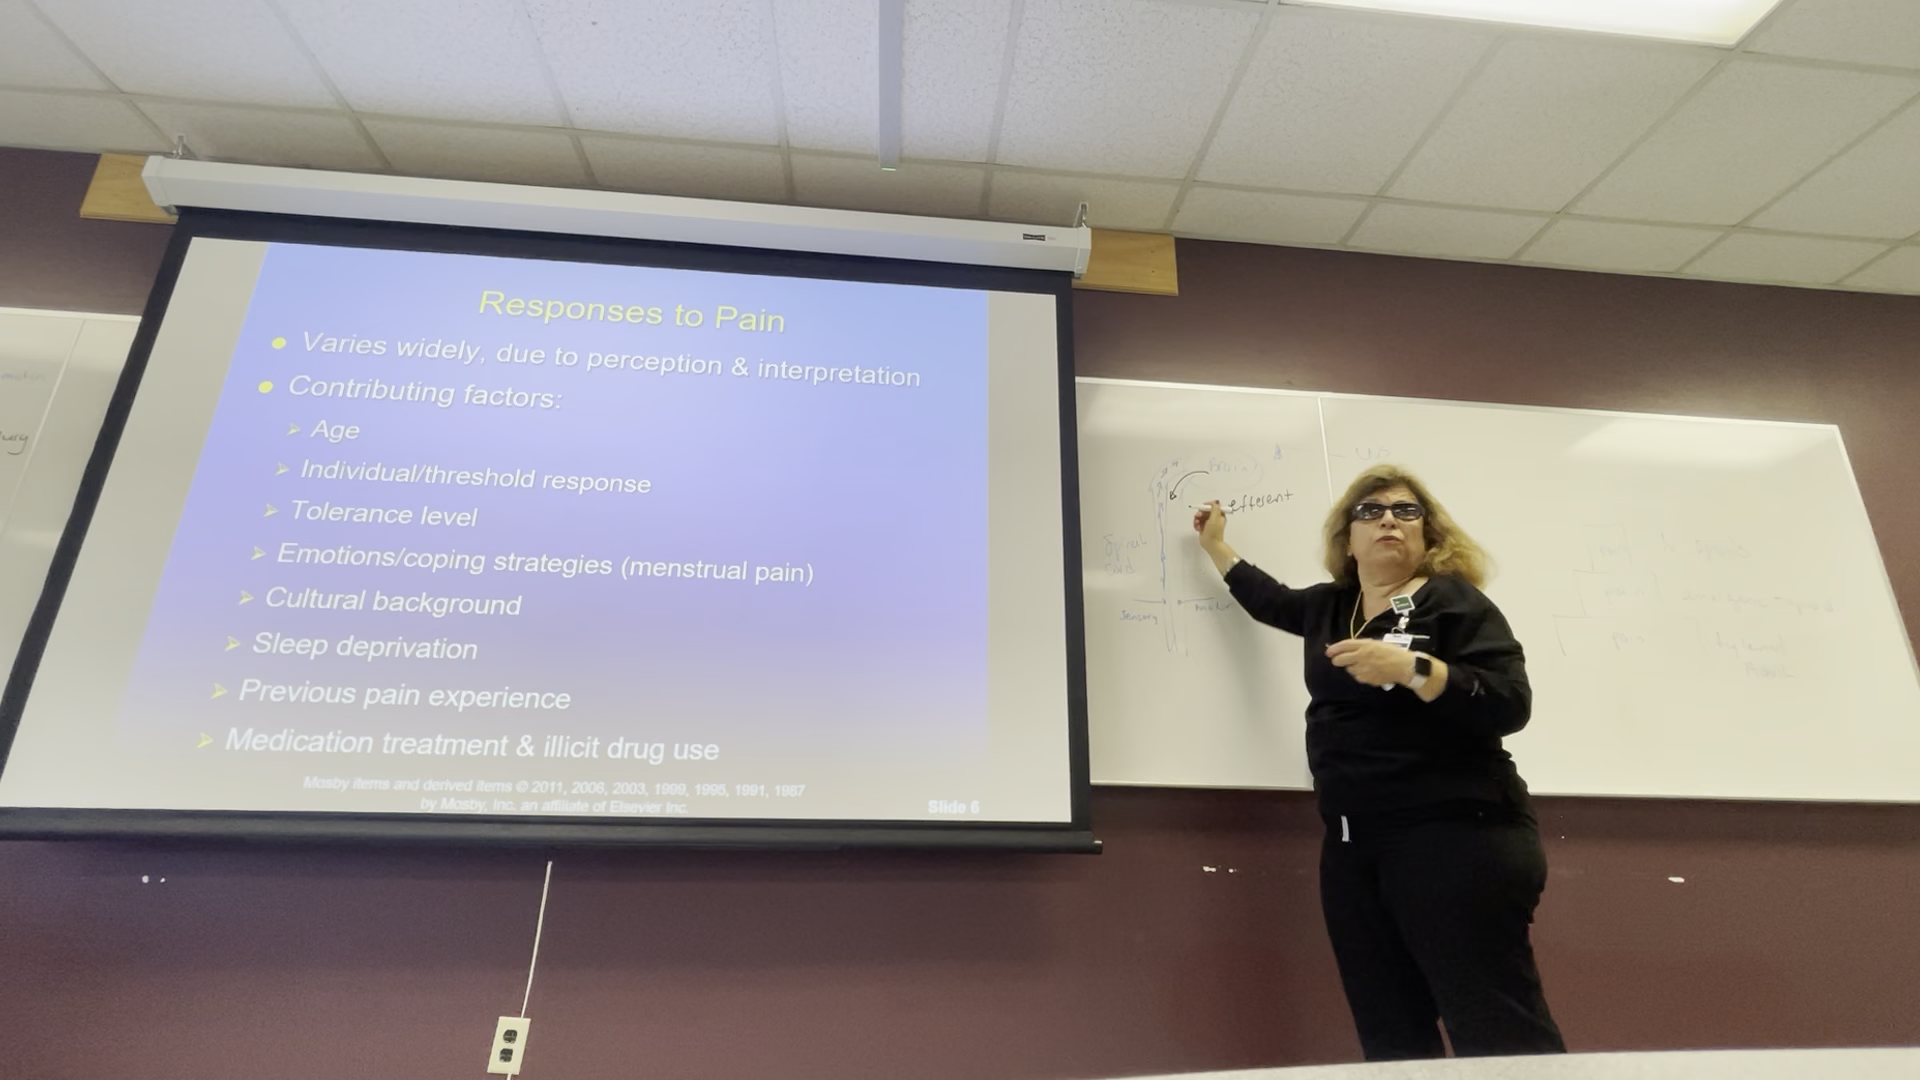 Responses to Pain
Varies widely, due to perception & interpretation
Contributing factors:
Age
Individual/threshold response
Tolerance level
Emotions/coping strategies (menstrual pain)
Cultural background
Sleep deprivation
Previous pain experience
Medication treatment & illicit drug use
Mosby items and derived items © 2011, 2006, 2003, 1999, 1995, 1991, 1987
by Mosby, Inc. an affiliate of Elsevier Inc.
Slide 6
Brain
efferent
Spinal
cord
Sensory
motor
pain